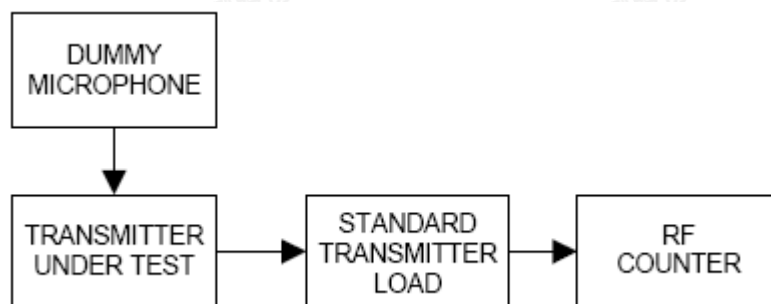 DUMMY
MICROPHONE
TRANSMITTER
UNDER TEST
STANDARD
TRANSMITTER
LOAD
RF
COUNTER